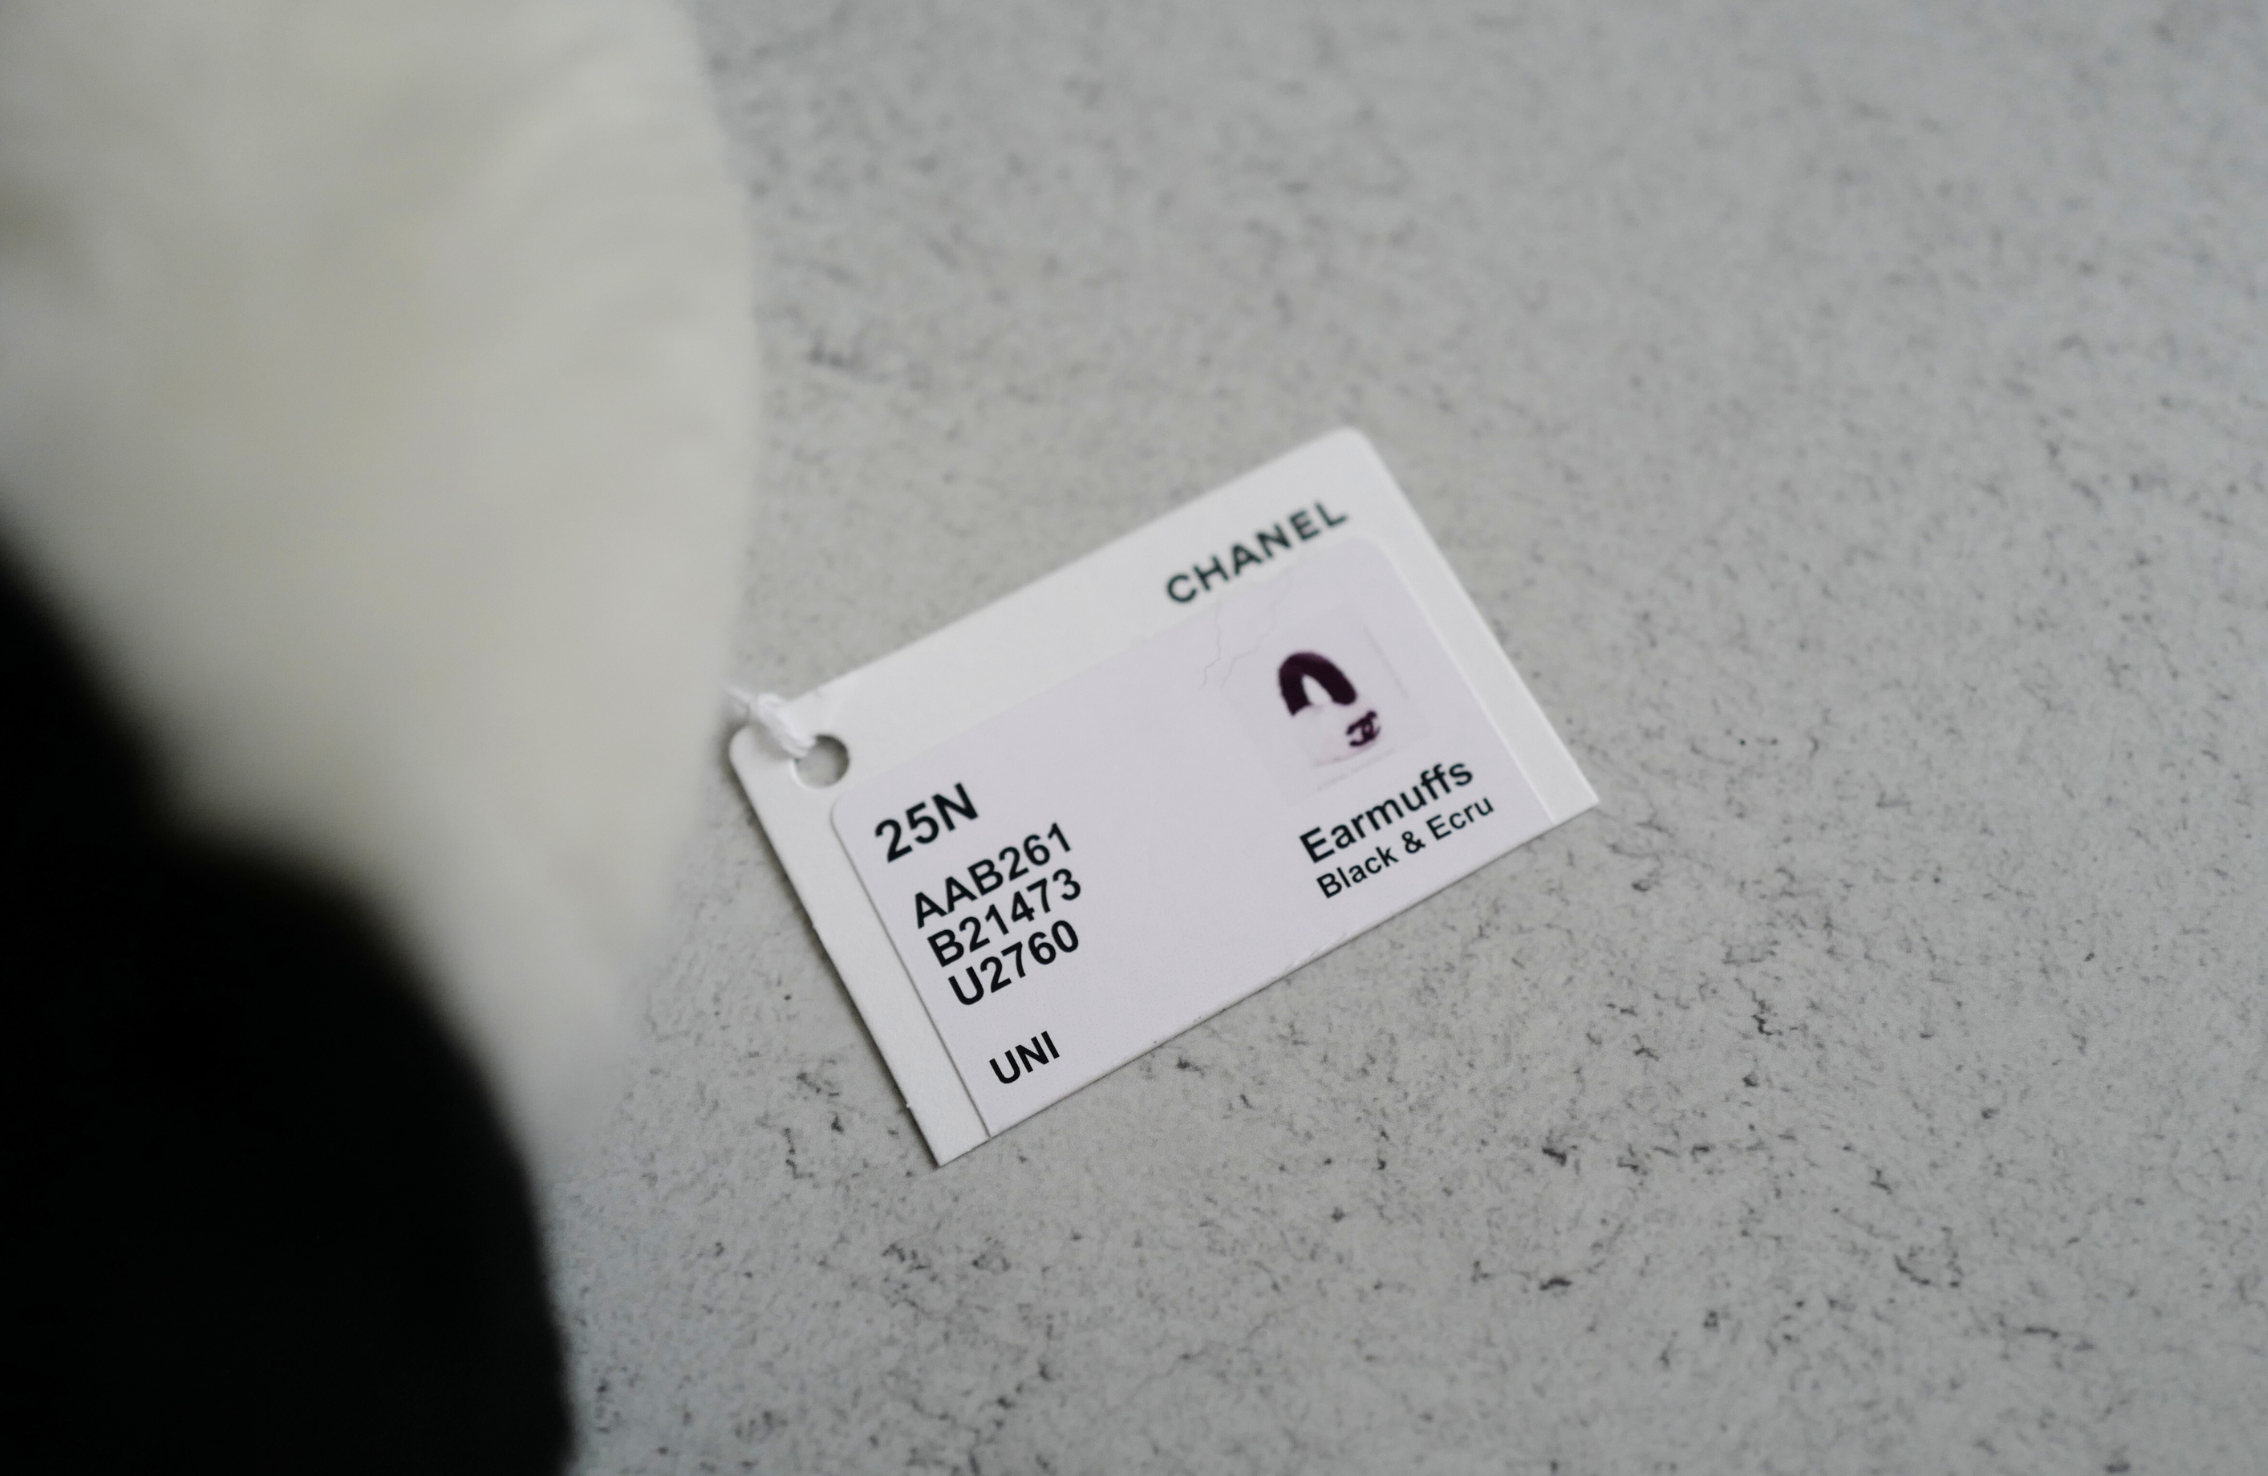 CHANEL
25N
AAB261
B21473
U2760
UNI
Earmuffs
Black & Ecru